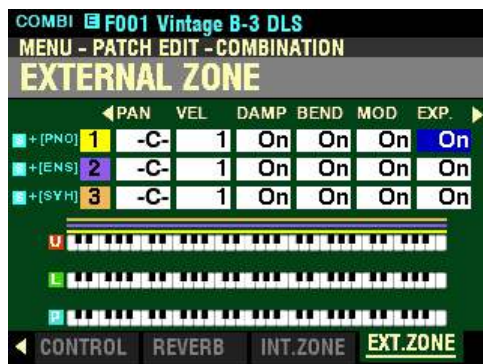 COMBI E F001 Vintage B-3 DLS
MENU - PATCH EDIT - COMBINATION
EXTERNAL ZONE
PAN VEL DAMP BEND MOD EXP.
S +[PNO] 1 -C- 1 On On On On
S +[ENS] 2 -C- 1 On On On On
S +[SYH] 3 -C- 1 On On On On
U
L
P
CONTROL REVERB INT.ZONE EXT.ZONE